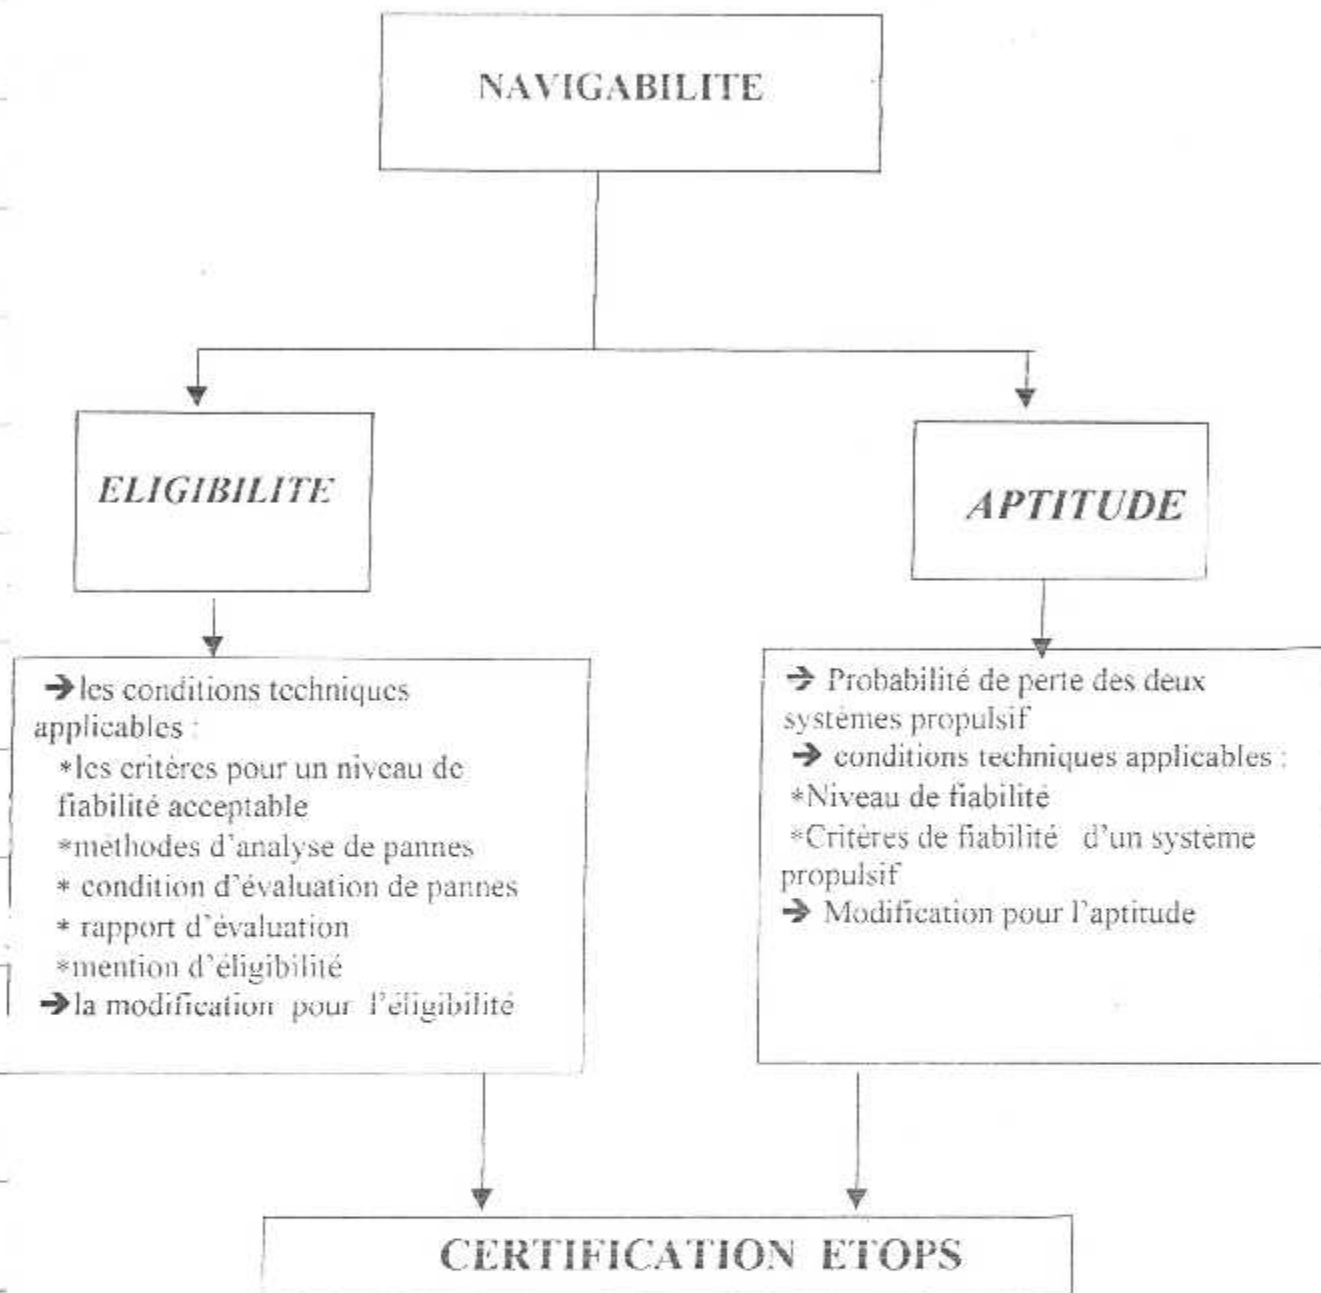 NAVIGABILITE
ELIGIBILITE
APTITUDE
➔les conditions techniques
applicables :
*les critères pour un niveau de
fiabilité acceptable
*méthodes d'analyse de pannes
* condition d'évaluation de pannes
* rapport d'évaluation
*mention d'éligibilité
➔la modification pour l'éligibilité
➔ Probabilité de perte des deux
systèmes propulsif
➔ conditions techniques applicables :
*Niveau de fiabilité
*Critères de fiabilité d'un système
propulsif
➔ Modification pour l'aptitude
CERTIFICATION ETOPS